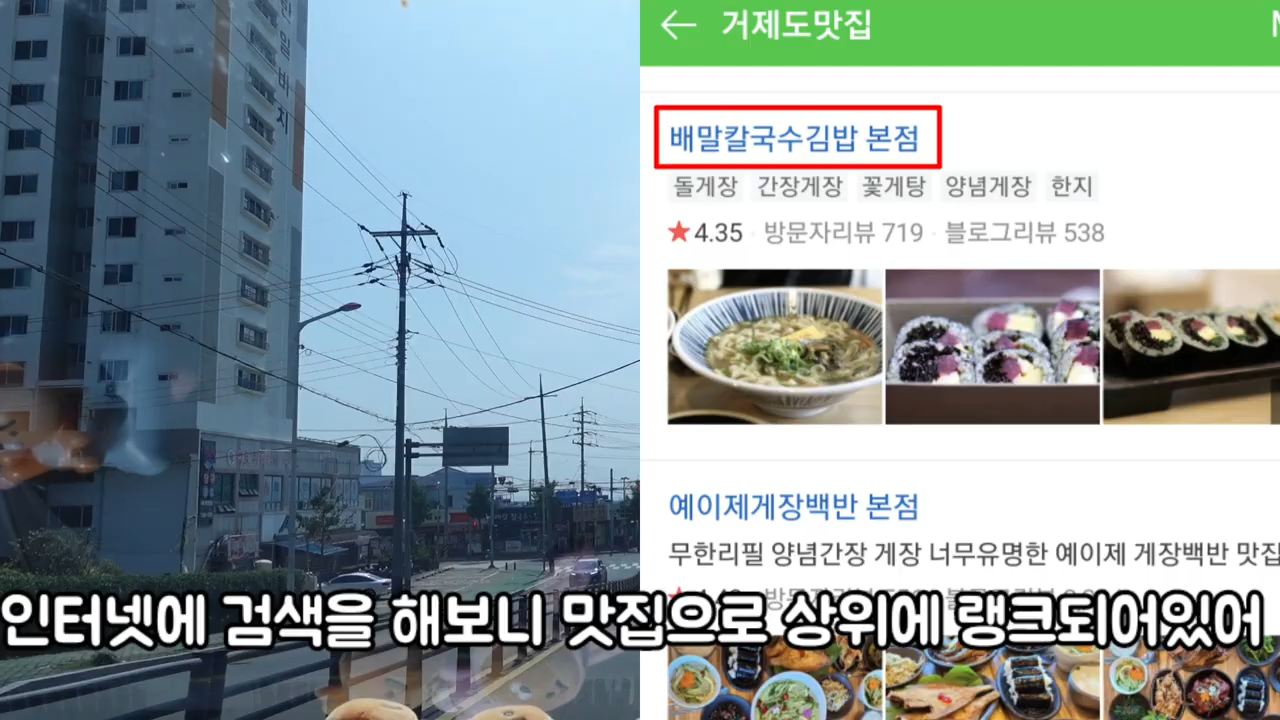 한일비치
거제도맛집
배말칼국수김밥 본점
돌게장 간장게장 꽃게탕 양념게장 한지
★4.35 · 방문자리뷰 719 · 블로그리뷰 538
예이제게장백반 본점
무한리필 양념간장 게장 너무유명한 예이제 게장백반 맛집
인터넷에 검색을 해보니 맛집으로 상위에 랭크되어있어